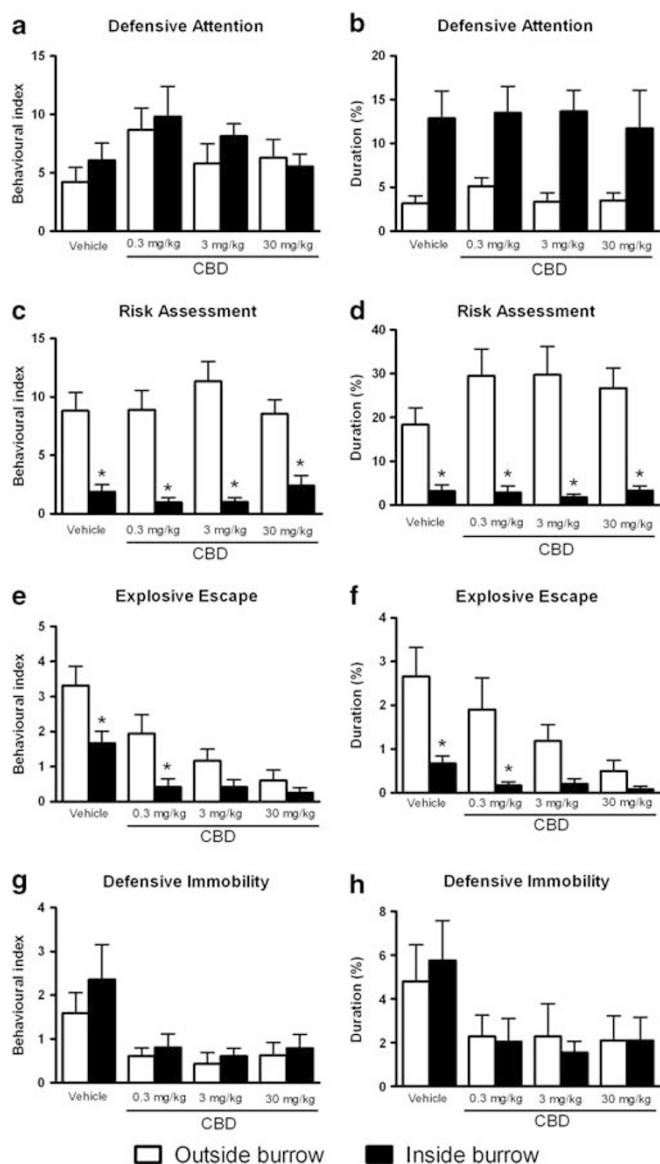 a Defensive Attention
Behavioural index
15
10
5
0
Vehicle 0.3 mg/kg 3 mg/kg 30 mg/kg
CBD
b Defensive Attention
Duration (%)
20
15
10
5
0
Vehicle 0.3 mg/kg 3 mg/kg 30 mg/kg
CBD
c Risk Assessment
Behavioural index
15
10
5
0
* * * *
Vehicle 0.3 mg/kg 3 mg/kg 30 mg/kg
CBD
d Risk Assessment
Duration (%)
40
30
20
10
0
* * * *
Vehicle 0.3 mg/kg 3 mg/kg 30 mg/kg
CBD
e Explosive Escape
Behavioural index
5
4
3
2
1
0
* *
Vehicle 0.3 mg/kg 3 mg/kg 30 mg/kg
CBD
f Explosive Escape
Duration (%)
4
3
2
1
0
* *
Vehicle 0.3 mg/kg 3 mg/kg 30 mg/kg
CBD
g Defensive Immobility
Behavioural index
4
3
2
1
0
Vehicle 0.3 mg/kg 3 mg/kg 30 mg/kg
CBD
h Defensive Immobility
Duration (%)
8
6
4
2
0
Vehicle 0.3 mg/kg 3 mg/kg 30 mg/kg
CBD
Outside burrow Inside burrow